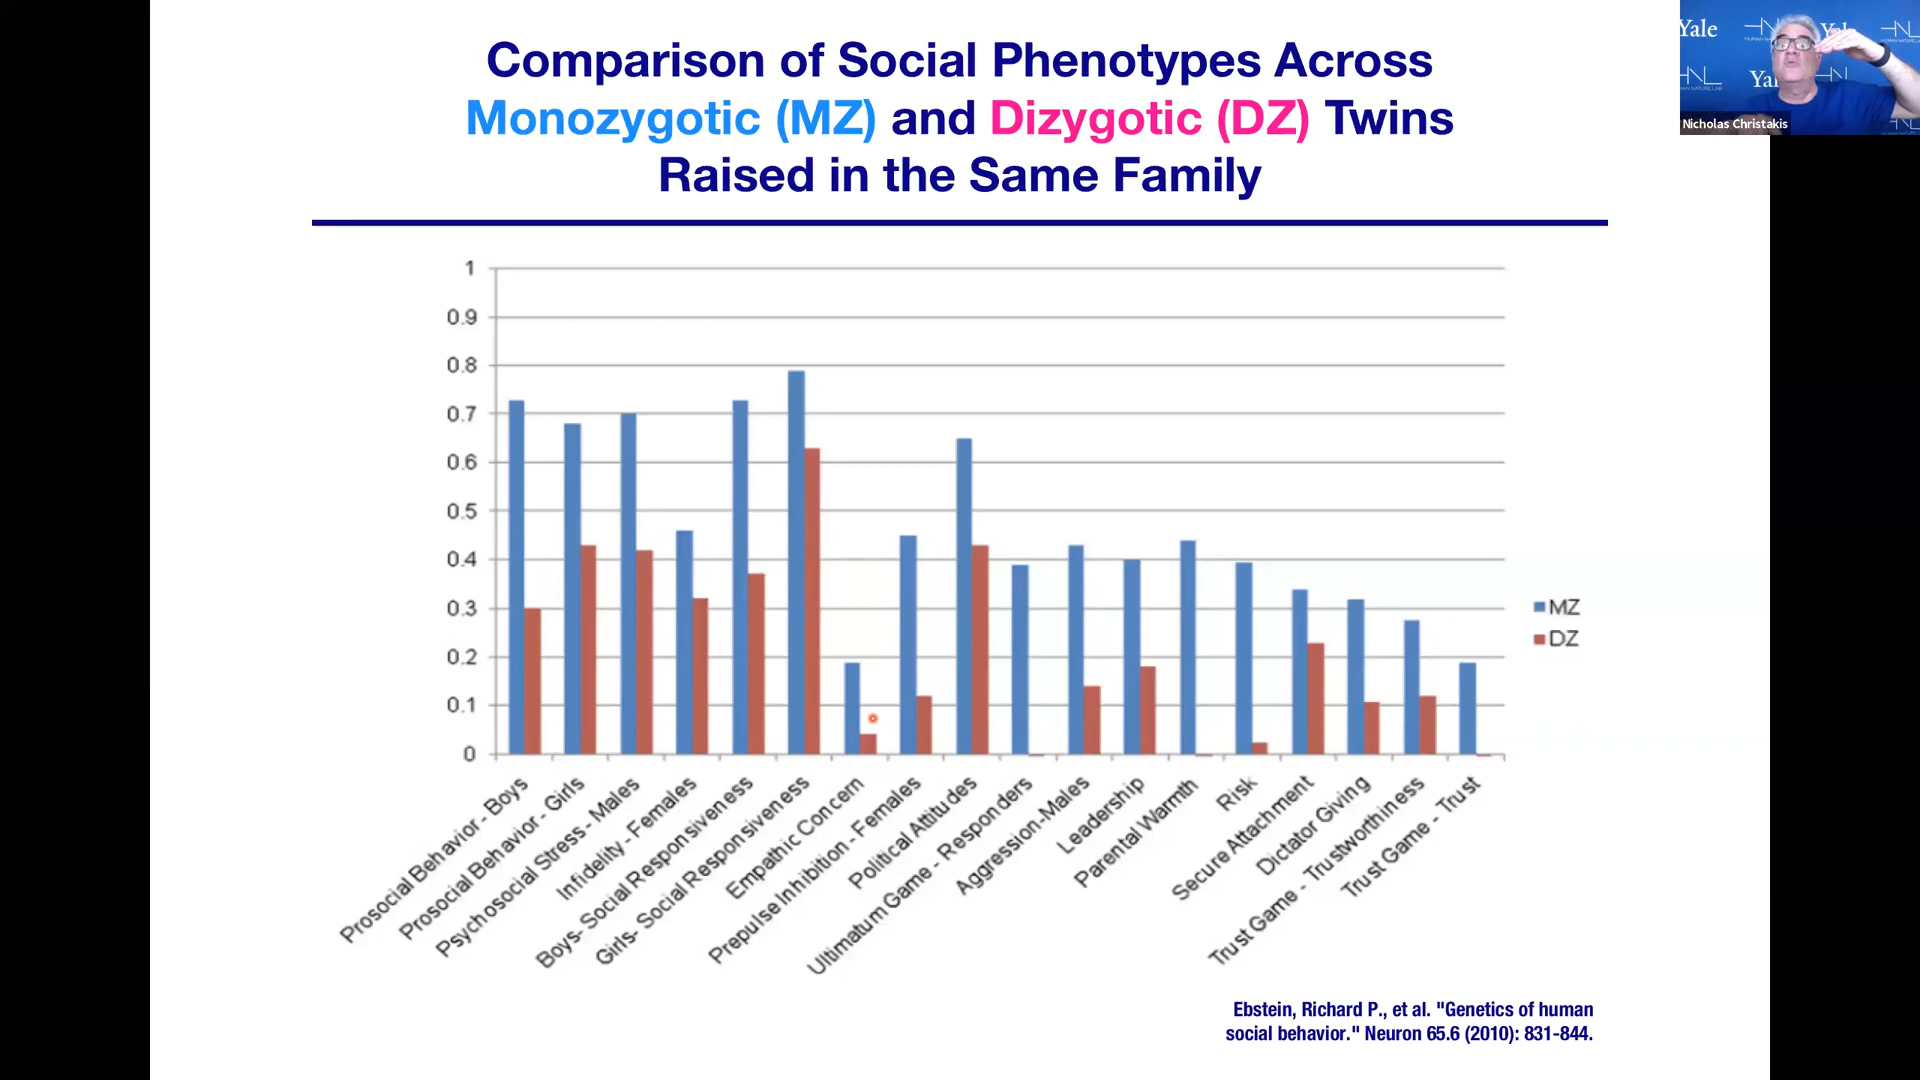 Comparison of Social Phenotypes Across
Monozygotic (MZ) and Dizygotic (DZ) Twins
Raised in the Same Family
Yale
Nicholas Christakis
1
0.9
0.8
0.7
0.6
0.5
0.4
0.3
0.2
0.1
0
MZ
DZ
Prosocial Behavior - Boys
Prosocial Behavior - Girls
Psychosocial Stress - Males
Infidelity - Females
Boys- Social Responsiveness
Girls- Social Responsiveness
Empathic Concern
Prepulse Inhibition - Females
Political Attitudes
Ultimatum Game - Responders
Aggression-Males
Leadership
Parental Warmth
Risk
Secure Attachment
Dictator Giving
Trust Game - Trustworthiness
Trust Game - Trust
Ebstein, Richard P., et al. "Genetics of human
social behavior." Neuron 65.6 (2010): 831-844.